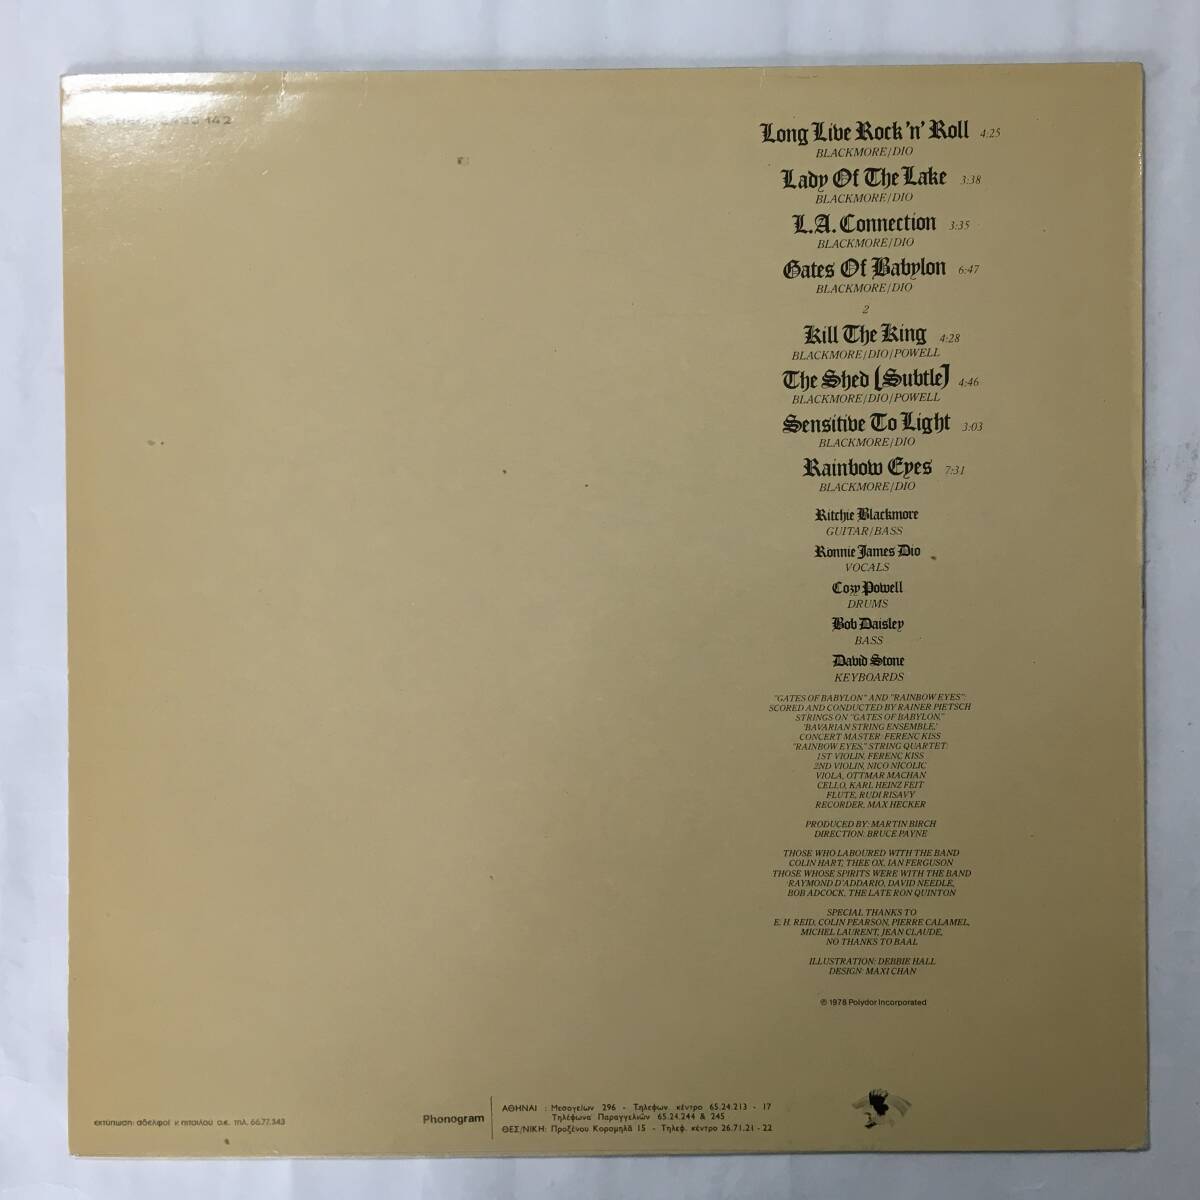 142
Long Live Rock 'n' Roll 4:25
BLACKMORE/DIO
Lady Of The Lake 3:38
BLACKMORE/DIO
L.A. Connection 3:35
BLACKMORE/DIO
Gates Of Babylon 6:47
BLACKMORE/DIO
2
Kill The King 4:28
BLACKMORE/DIO/POWELL
The Shed (Subtle) 4:46
BLACKMORE/DIO/POWELL
Sensitive To Light 3:03
BLACKMORE/DIO
Rainbow Eyes 7:31
BLACKMORE/DIO
Ritchie Blackmore
GUITAR/BASS
Ronnie James Dio
VOCALS
Cozy Powell
DRUMS
Bob Daisley
BASS
David Stone
KEYBOARDS
"GATES OF BABYLON" AND "RAINBOW EYES":
SCORED AND CONDUCTED BY RAINER PIETSCH
STRINGS ON "GATES OF BABYLON,"
'BAVARIAN STRING ENSEMBLE,'
CONCERT MASTER: FERENC KISS
"RAINBOW EYES," STRING QUARTET:
1ST VIOLIN, FERENC KISS
2ND VIOLIN, NICO NICOLIC
VIOLA, OTTMAR MACHAN
CELLO, KARL HEINZ FEIT
FLUTE, RUDI RISAVY
RECORDER, MAX HECKER
PRODUCED BY: MARTIN BIRCH
DIRECTION: BRUCE PAYNE
THOSE WHO LABOURED WITH THE BAND
COLIN HART, THEE OX, IAN FERGUSON
THOSE WHOSE SPIRITS WERE WITH THE BAND
RAYMOND D'ADDARIO, DAVID NEEDLE,
BOB ADCOCK, THE LATE RON QUINTON
SPECIAL THANKS TO
E. H. REID, COLIN PEARSON, PIERRE CALAMEL,
MICHEL LAURENT, JEAN CLAUDE,
NO THANKS TO BAAL
ILLUSTRATION: DEBBIE HALL
DESIGN: MAXI CHAN
℗ 1978 Polydor Incorporated
εκτύπωση: αδελφοί κ. πιτσιλού ο.ε. τηλ. 66.77.343
Phonogram
ΑΘΗΝΑΙ : Μεσογείων 296 - Τηλεφων. κέντρο 65.24.213 - 17
Τηλέφωνα Παραγγελιών 65.24.244 & 245
ΘΕΣ/ΝΙΚΗ: Προξένου Κορομηλᾶ 15 - Τηλεφ. κέντρο 26.71.21 - 22